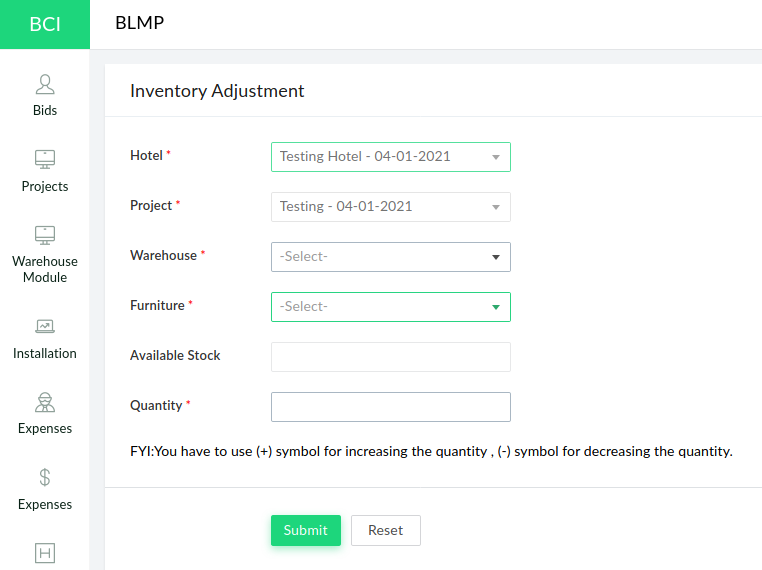 BCI
BLMP
Bids
Projects
Warehouse
Module
Installation
Expenses
Expenses
Inventory Adjustment
Hotel *
Testing Hotel - 04-01-2021
Project *
Testing - 04-01-2021
Warehouse *
-Select-
Furniture *
-Select-
Available Stock
Quantity *
FYI:You have to use (+) symbol for increasing the quantity , (-) symbol for decreasing the quantity.
Submit
Reset